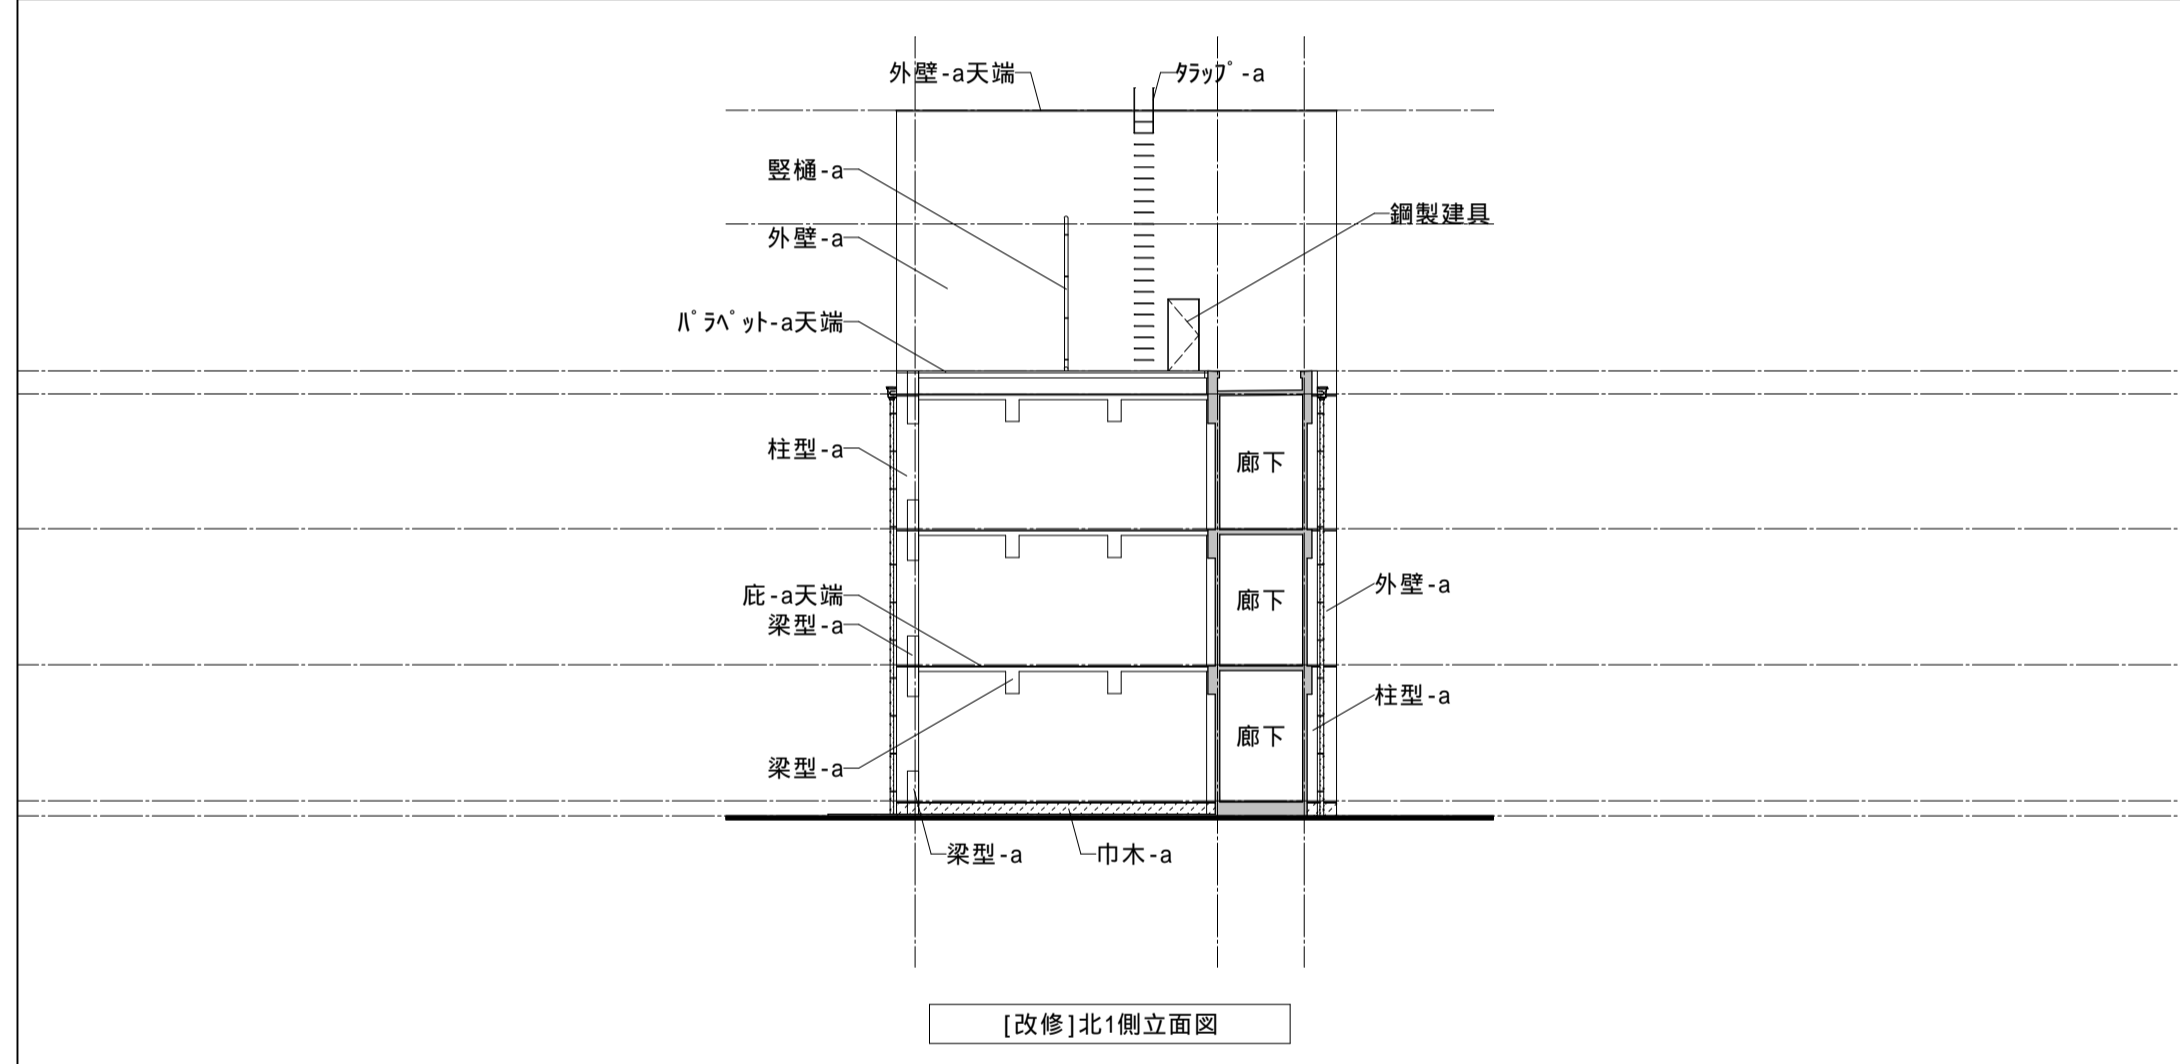 外壁-a天端
ﾀﾗｯﾌﾟ-a
竪樋-a
鋼製建具
外壁-a
ﾊﾟﾗﾍﾟｯﾄ-a天端
柱型-a
廊下
外壁-a
庇-a天端
廊下
梁型-a
柱型-a
廊下
梁型-a
梁型-a
巾木-a
[改修]北1側立面図